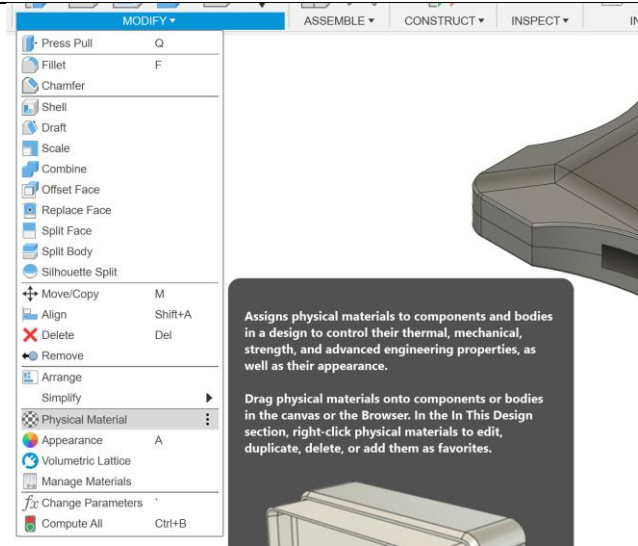 MODIFY ▾
ASSEMBLE ▾
CONSTRUCT ▾
INSPECT ▾
IN
Press Pull Q
Fillet F
Chamfer
Shell
Draft
Scale
Combine
Offset Face
Replace Face
Split Face
Split Body
Silhouette Split
Move/Copy M
Align Shift+A
Delete Del
Remove
Arrange
Simplify
Physical Material
Appearance A
Volumetric Lattice
Manage Materials
fx Change Parameters `
Compute All Ctrl+B
Assigns physical materials to components and bodies
in a design to control their thermal, mechanical,
strength, and advanced engineering properties, as
well as their appearance.
Drag physical materials onto components or bodies
in the canvas or the Browser. In the In This Design
section, right-click physical materials to edit,
duplicate, delete, or add them as favorites.